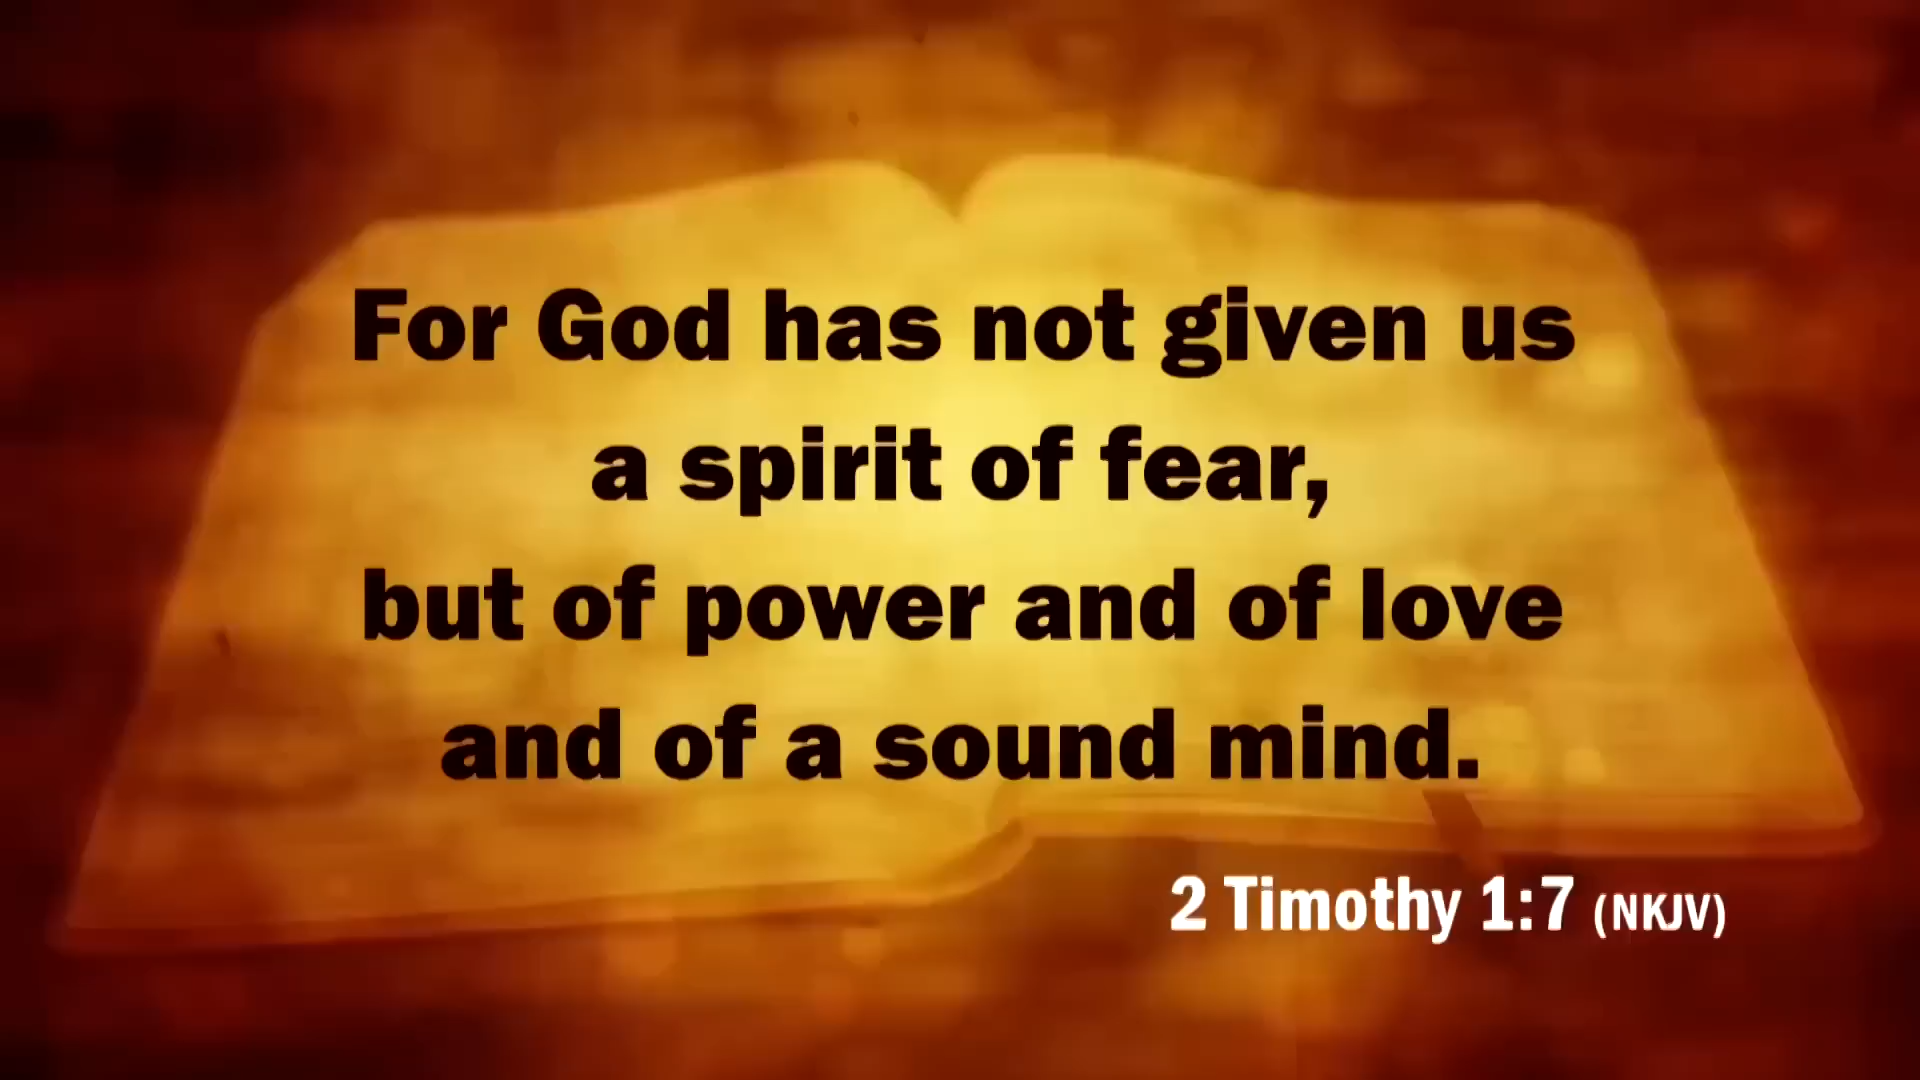 For God has not given us
a spirit of fear,
but of power and of love
and of a sound mind.
2 Timothy 1:7 (NKJV)